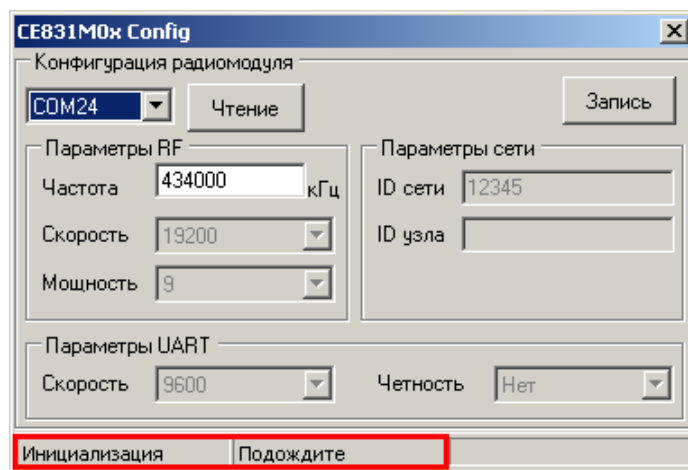 CE831M0x Config
Конфигурация радиомодуля
COM24 Чтение Запись
Параметры RF
Частота 434000 кГц
Скорость 19200
Мощность 9
Параметры сети
ID сети 12345
ID узла
Параметры UART
Скорость 9600 Четность Нет
Инициализация Подождите